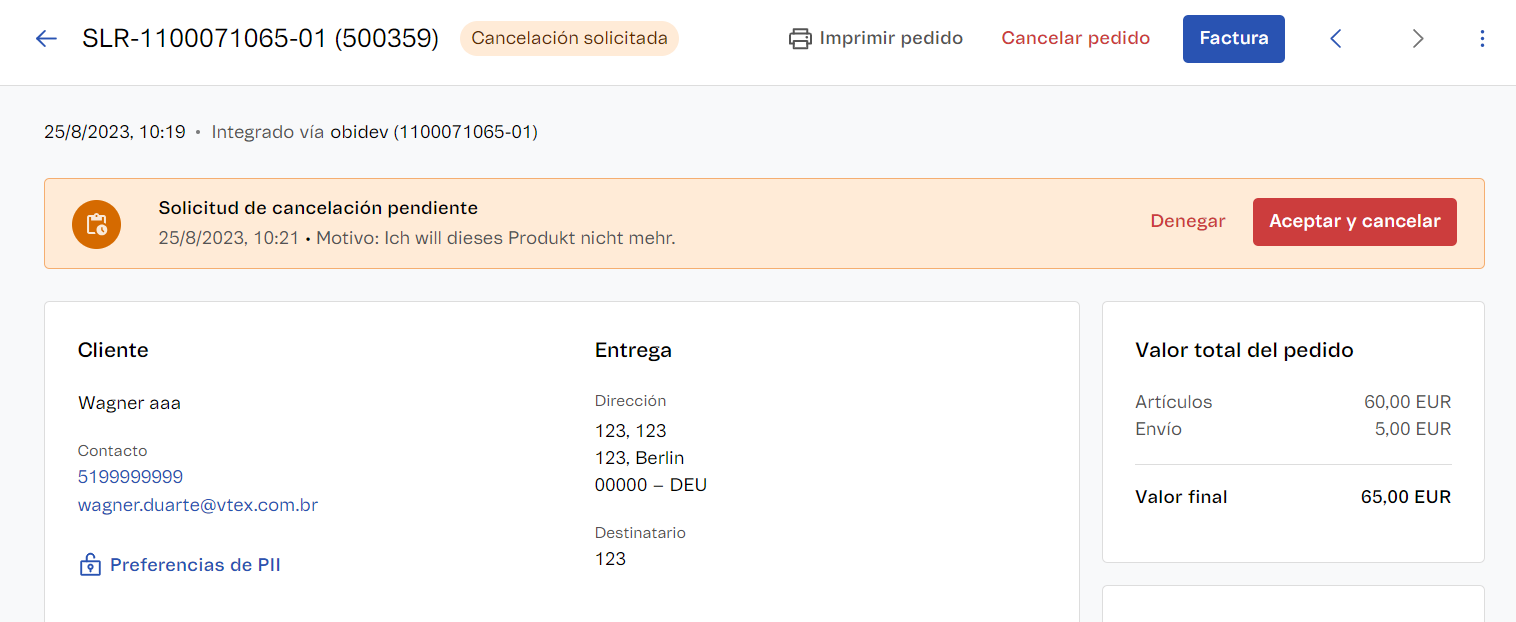 SLR-1100071065-01 (500359) Cancelación solicitada Imprimir pedido Cancelar pedido Factura
25/8/2023, 10:19 • Integrado vía obidev (1100071065-01)
Solicitud de cancelación pendiente
25/8/2023, 10:21 • Motivo: Ich will dieses Produkt nicht mehr.
Denegar Aceptar y cancelar
Cliente
Wagner aaa
Contacto
5199999999
wagner.duarte@vtex.com.br
Preferencias de PII
Entrega
Dirección
123, 123
123, Berlin
00000 – DEU
Destinatario
123
Valor total del pedido
Artículos 60,00 EUR
Envío 5,00 EUR
Valor final 65,00 EUR